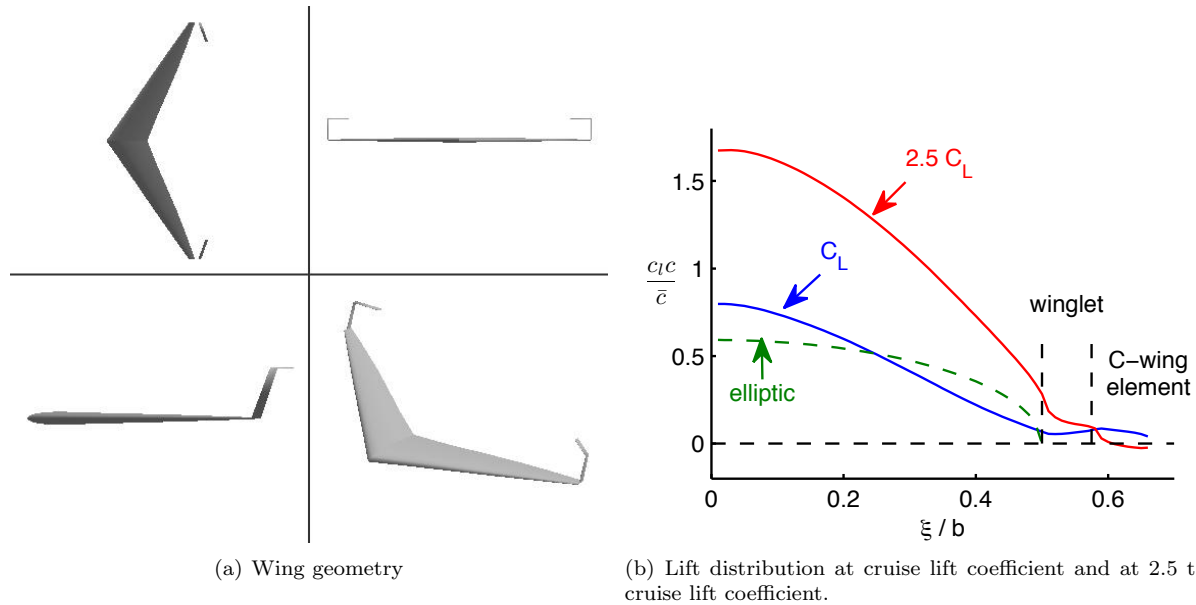 2.5 C_L
1.5
C_L
c_l c
1
c̄
winglet
C−wing
element
0.5
elliptic
0
0 0.2 0.4 0.6
ξ / b
(a) Wing geometry
(b) Lift distribution at cruise lift coefficient and at 2.5 t
cruise lift coefficient.